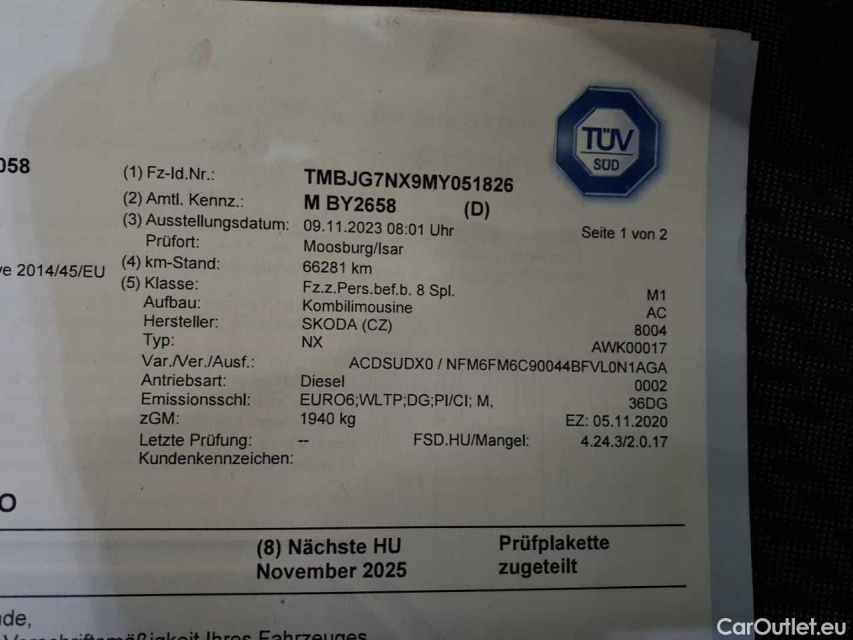 TÜV
SÜD
058
(1) Fz-Id.Nr.: TMBJG7NX9MY051826
(2) Amtl. Kennz.: M BY2658 (D)
(3) Ausstellungsdatum: 09.11.2023 08:01 Uhr Seite 1 von 2
Prüfort: Moosburg/Isar
ve 2014/45/EU (4) km-Stand: 66281 km
(5) Klasse: Fz.z.Pers.bef.b. 8 Spl. M1
Aufbau: Kombilimousine AC
Hersteller: SKODA (CZ) 8004
Typ: NX AWK00017
Var./Ver./Ausf.: ACDSUDX0 / NFM6FM6C90044BFVL0N1AGA
Antriebsart: Diesel 0002
Emissionsschl: EURO6;WLTP;DG;PI/CI; M, 36DG
zGM: 1940 kg EZ: 05.11.2020
Letzte Prüfung: -- FSD.HU/Mangel: 4.24.3/2.0.17
Kundenkennzeichen:
O
(8) Nächste HU Prüfplakette
November 2025 zugeteilt
nde,
Vorschriftsmäßigkeit Ihres Fahrzeuges
CarOutlet.eu